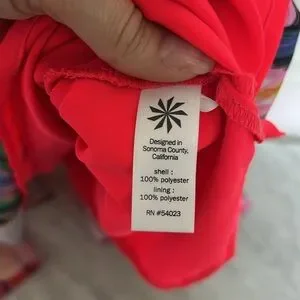 Designed in
Sonoma County,
California
shell :
100% polyester
lining :
100% polyester
RN #54023